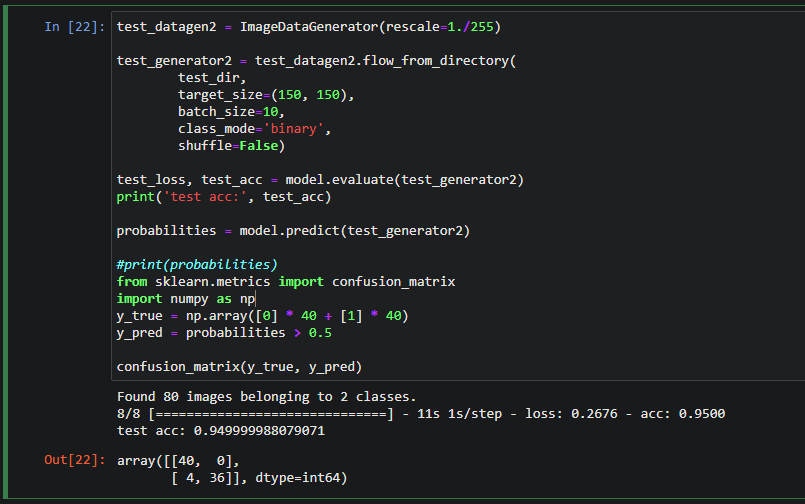 In [22]: test_datagen2 = ImageDataGenerator(rescale=1./255)
test_generator2 = test_datagen2.flow_from_directory(
        test_dir,
        target_size=(150, 150),
        batch_size=10,
        class_mode='binary',
        shuffle=False)
test_loss, test_acc = model.evaluate(test_generator2)
print('test acc:', test_acc)
probabilities = model.predict(test_generator2)
#print(probabilities)
from sklearn.metrics import confusion_matrix
import numpy as np
y_true = np.array([0] * 40 + [1] * 40)
y_pred = probabilities > 0.5
confusion_matrix(y_true, y_pred)
Found 80 images belonging to 2 classes.
8/8 [==============================] - 11s 1s/step - loss: 0.2676 - acc: 0.9500
test acc: 0.949999988079071
Out[22]: array([[40,  0],
       [ 4, 36]], dtype=int64)